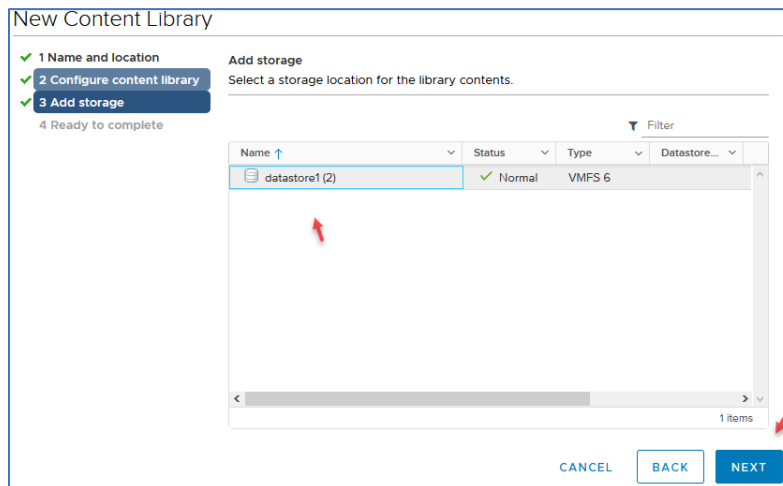 New Content Library
1 Name and location
2 Configure content library
3 Add storage
4 Ready to complete
Add storage
Select a storage location for the library contents.
Filter
Name Status Type Datastore...
datastore1 (2) Normal VMFS 6
1 items
CANCEL BACK NEXT